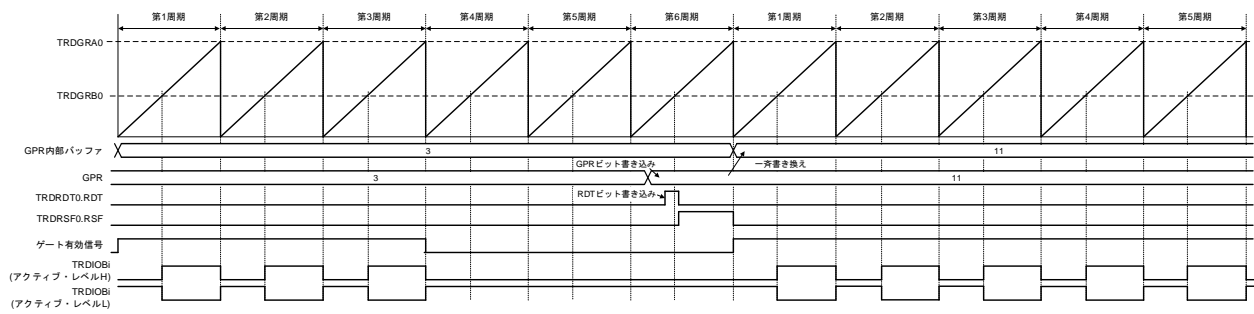 第1周期 第2周期 第3周期 第4周期 第5周期 第6周期 第1周期 第2周期 第3周期 第4周期 第5周期
TRDGRA0
TRDGRB0
GPR内部バッファ 3 11
GPRビット書き込み 一斉書き換え
GPR 3 11
TRDRDT0.RDT RDTビット書き込み
TRDRSF0.RSF
ゲート有効信号
TRDIOBi
(アクティブ・レベルH)
TRDIOBi
(アクティブ・レベルL)